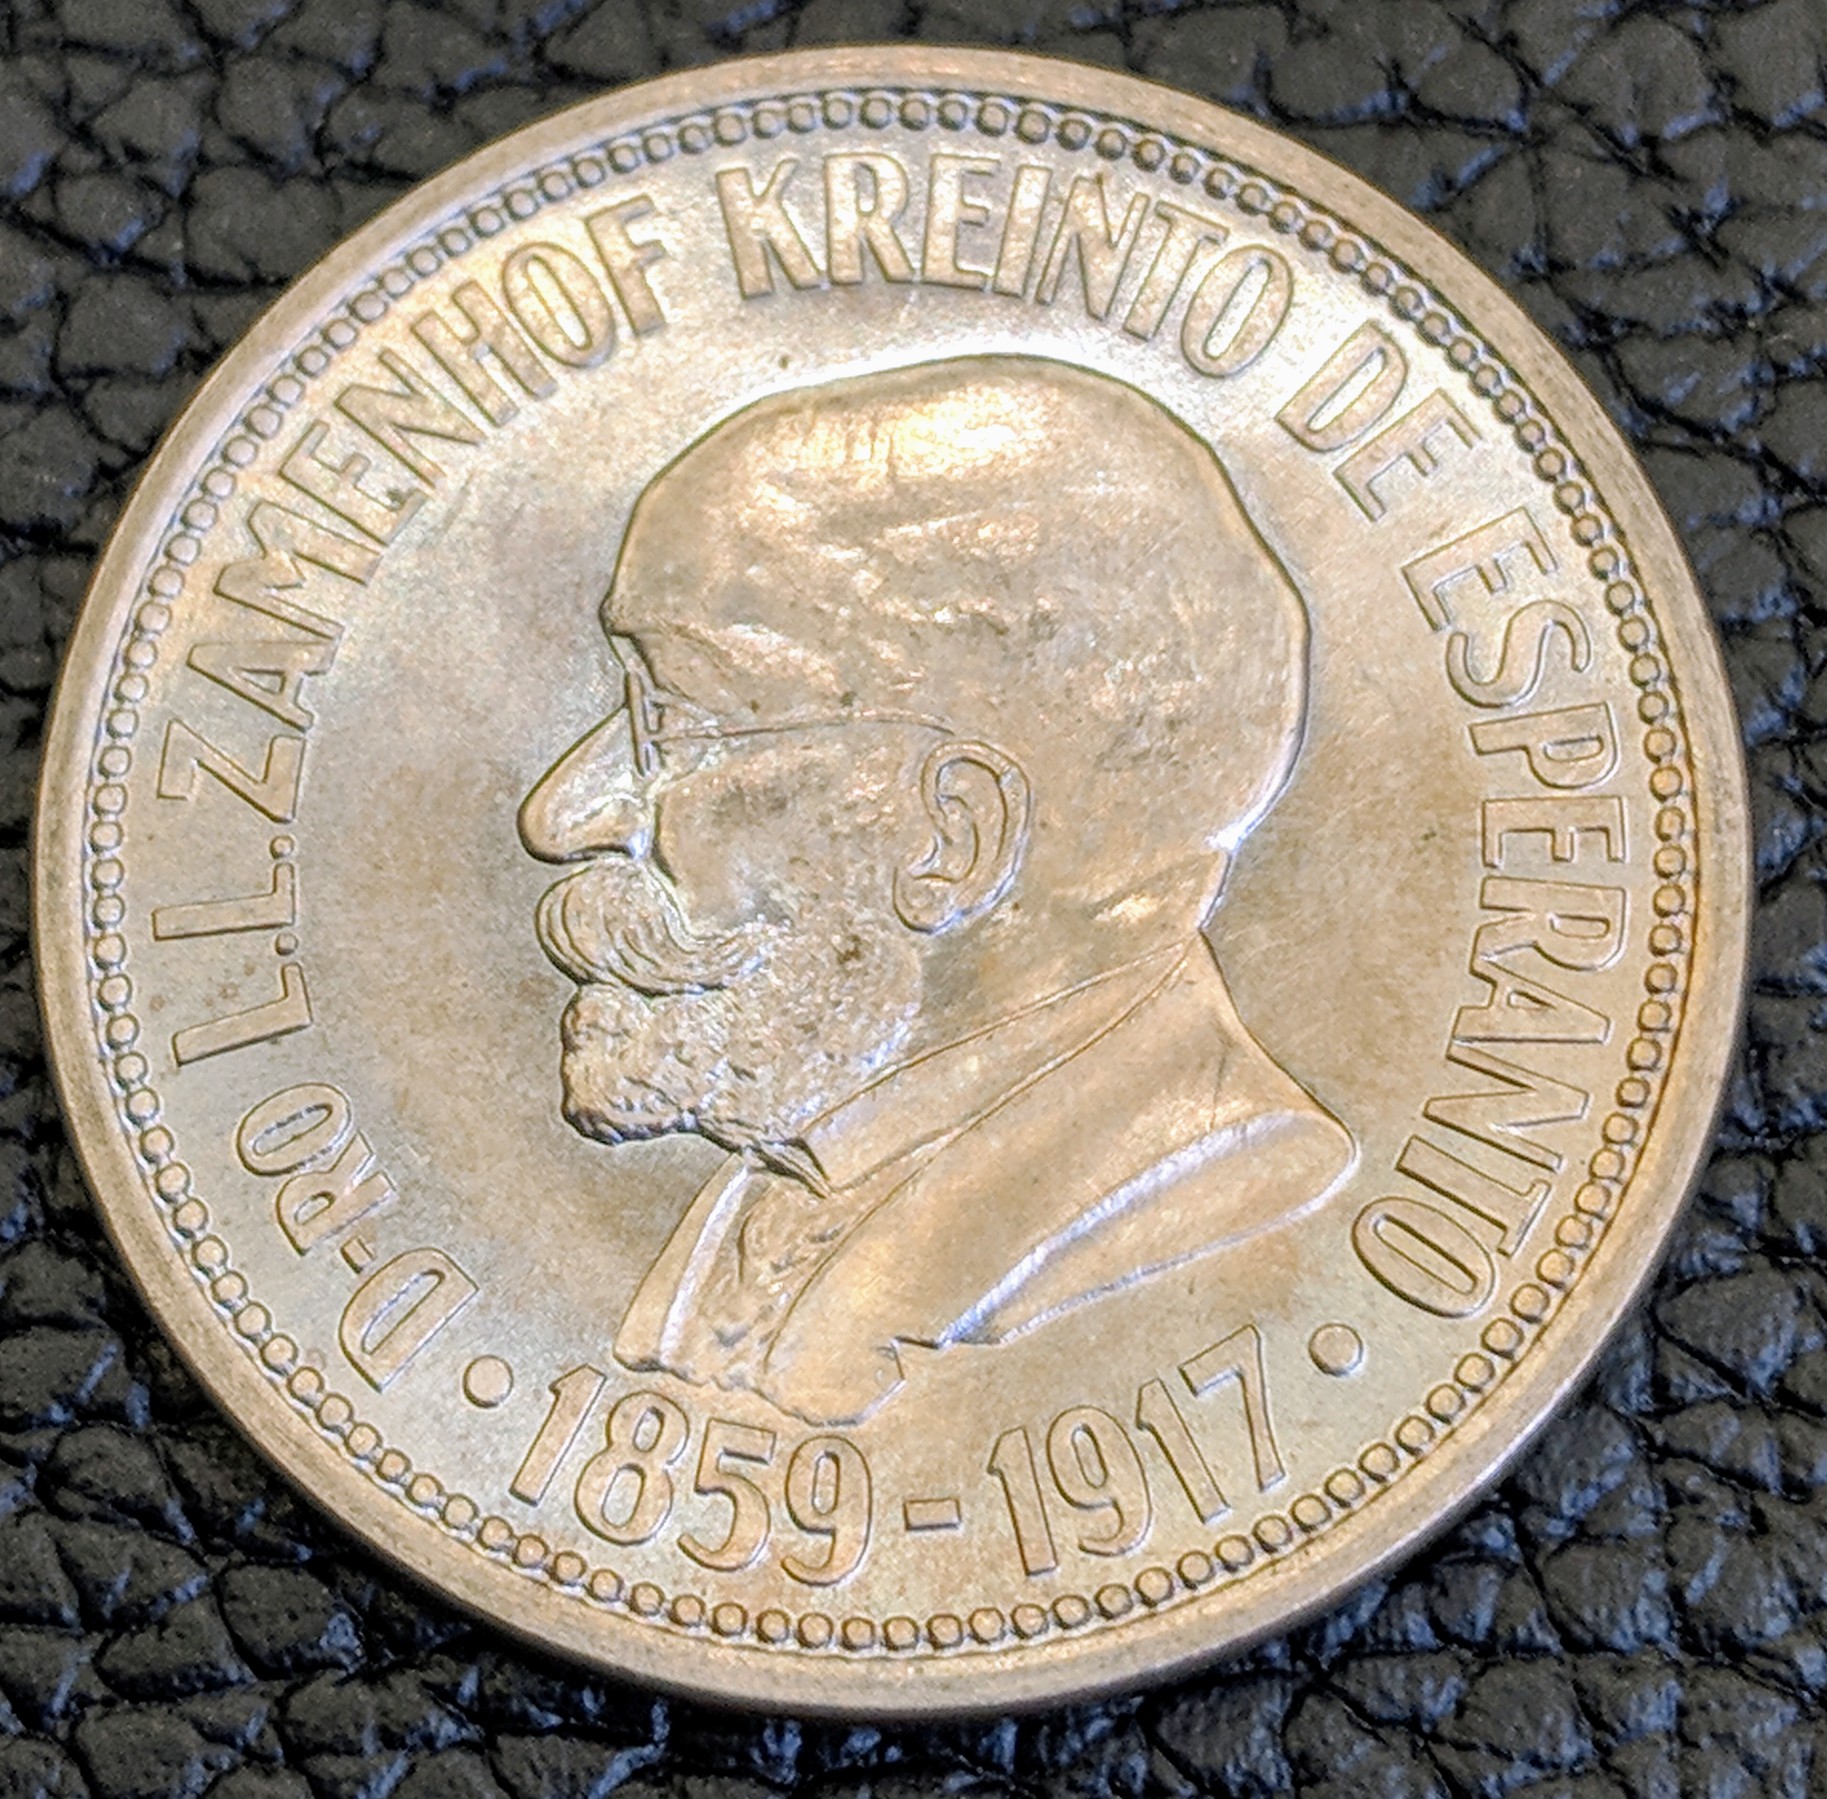 D-RO L.L. ZAMENHOF KREINTO DE ESPERANTO
• 1859-1917 •